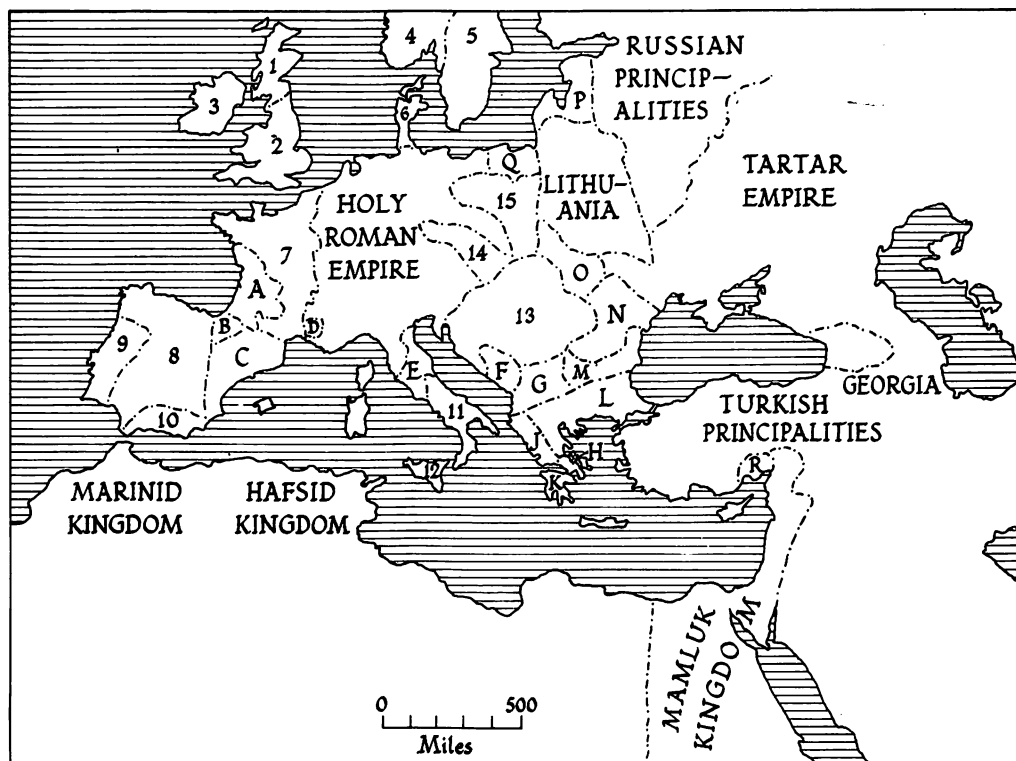 RUSSIAN
PRINCIP-
ALITIES
TARTAR
EMPIRE
LITHU-
ANIA
HOLY
ROMAN
EMPIRE
GEORGIA
TURKISH
PRINCIPALITIES
MARINID
KINGDOM
HAFSID
KINGDOM
MAMLUK
KINGDOM
1
2
3
4
5
6
7
8
9
10
11
12
13
14
15
A
B
C
D
E
F
G
H
J
K
L
M
N
O
P
Q
R
0 500
Miles